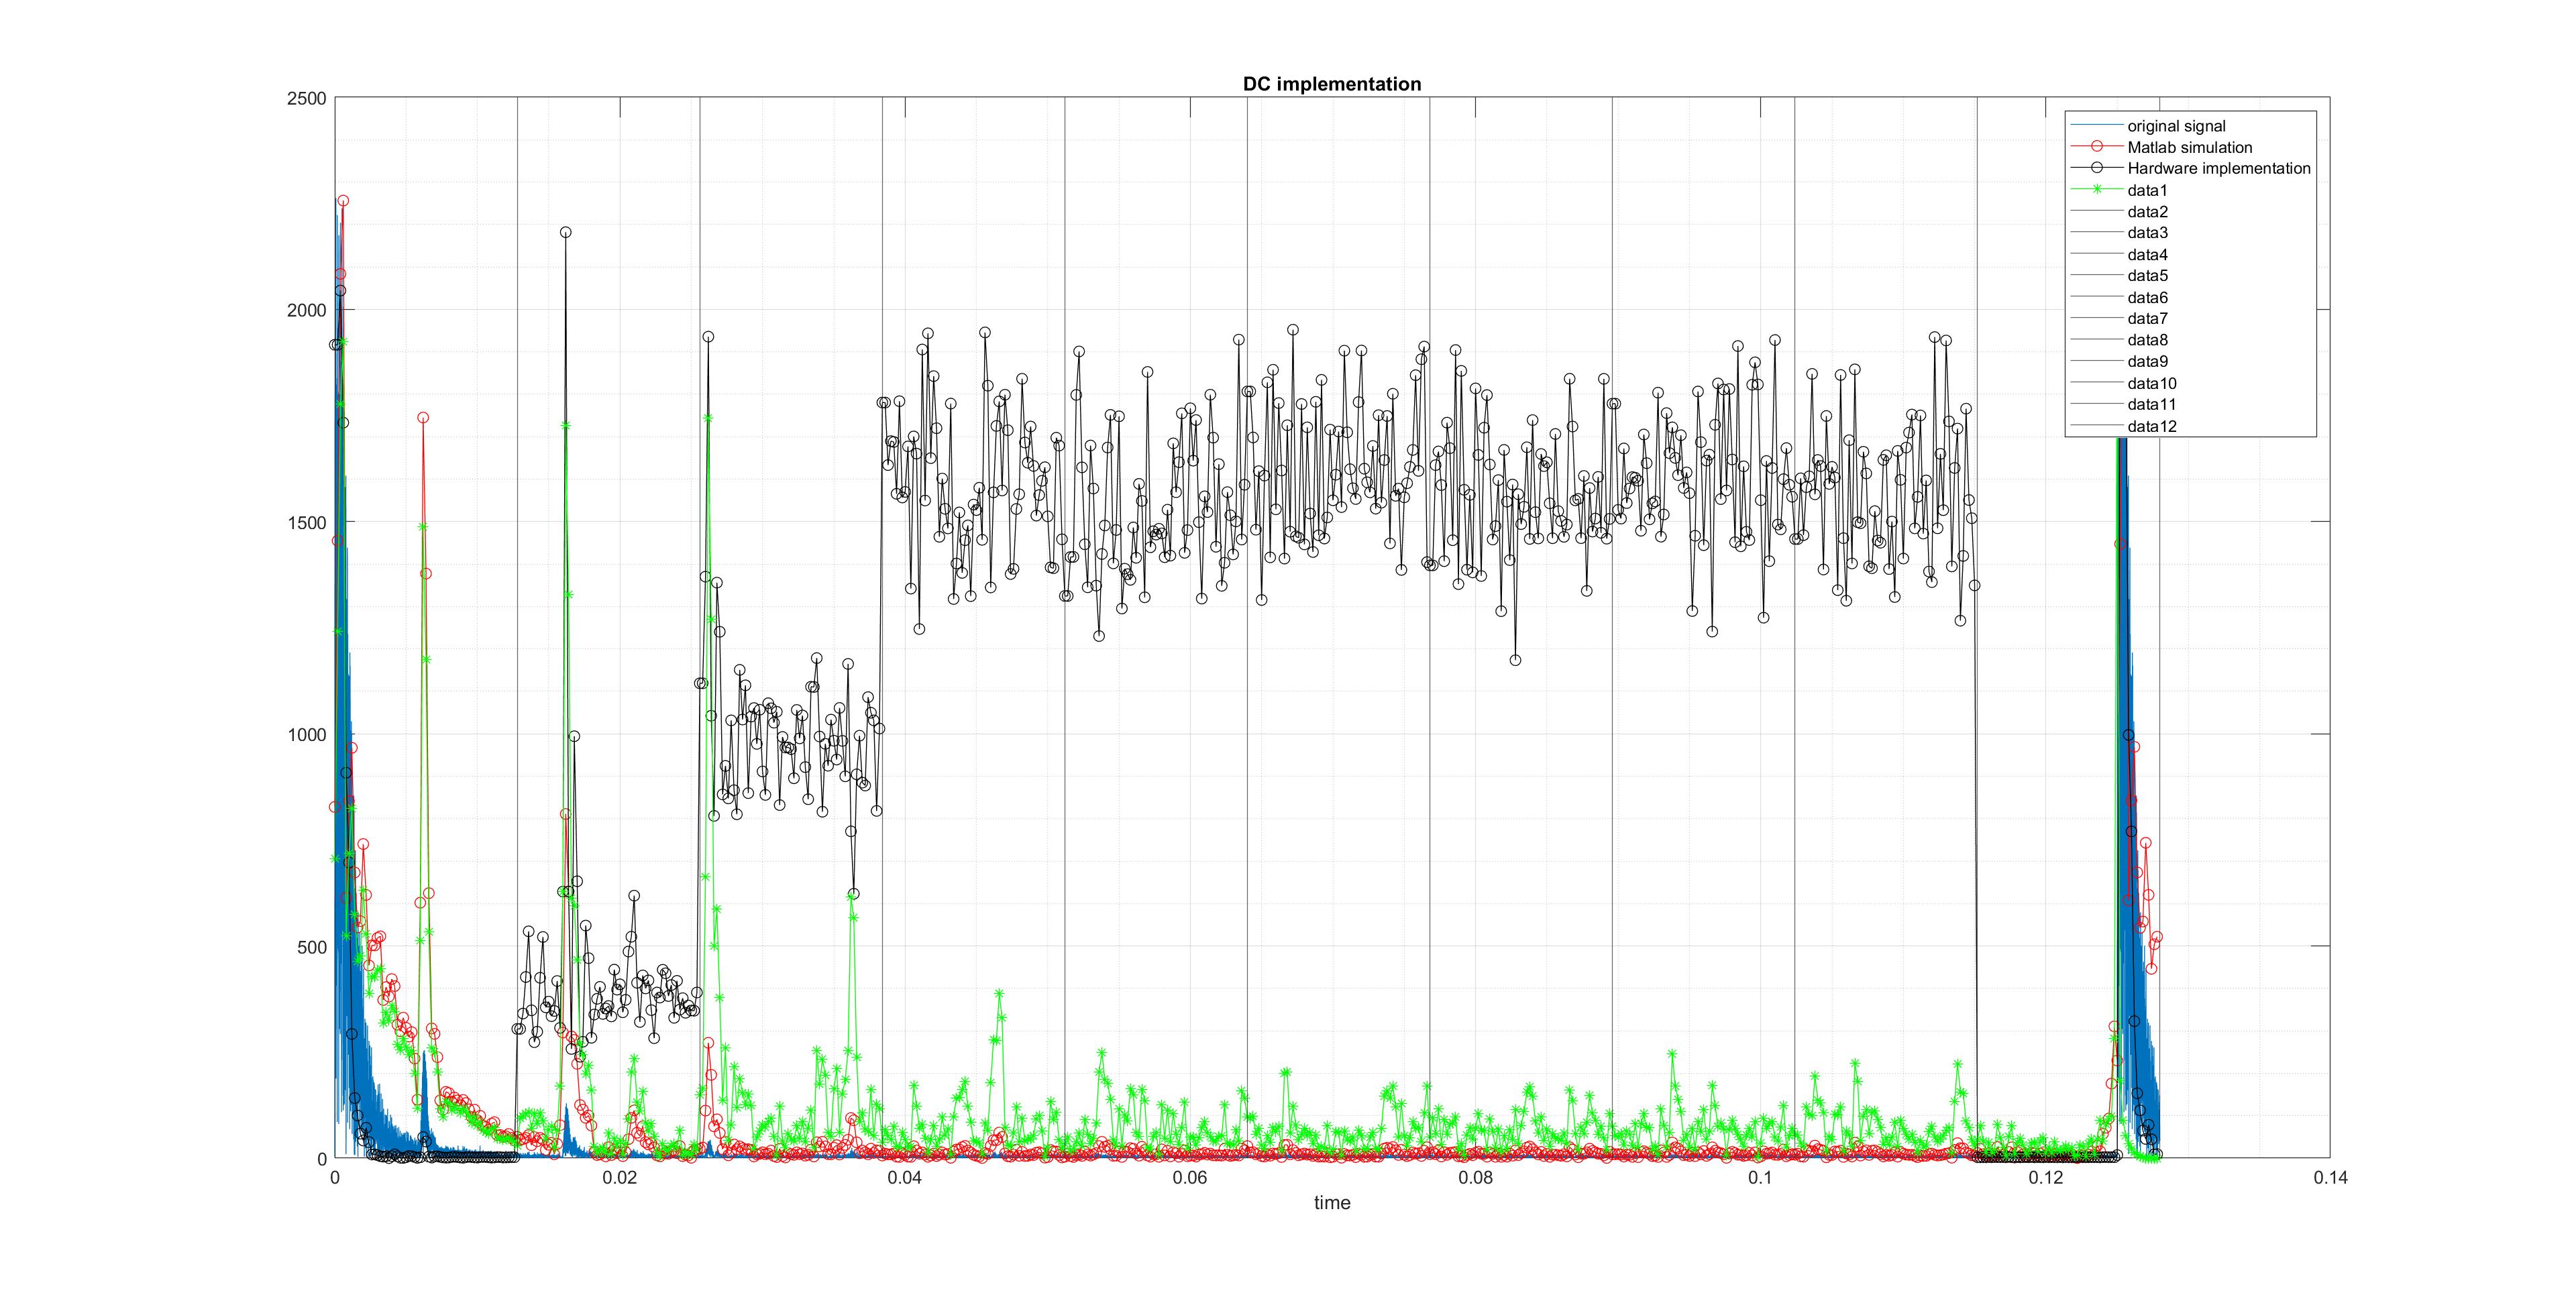 DC implementation
2500
2000
1500
1000
500
0
original signal
Matlab simulation
Hardware implementation
data1
data2
data3
data4
data5
data6
data7
data8
data9
data10
data11
data12
0 0.02 0.04 0.06 0.08 0.1 0.12 0.14
time